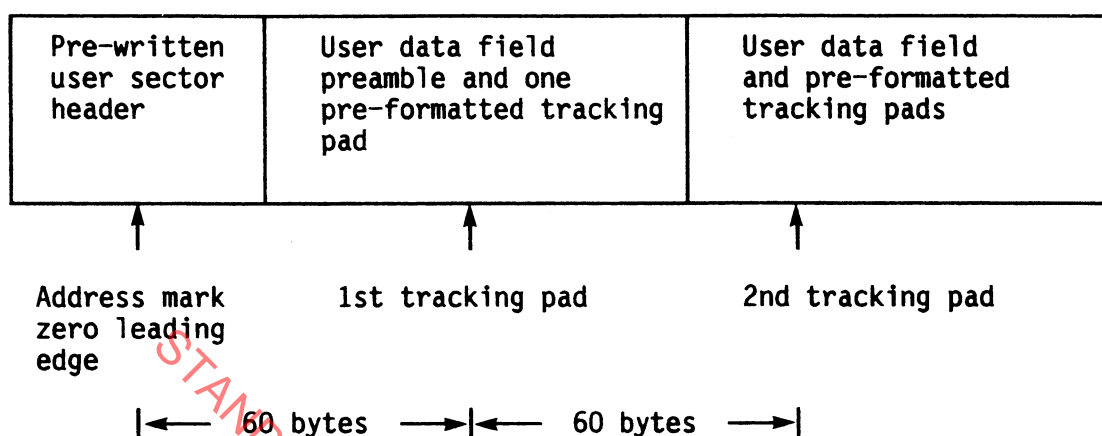 Pre-written
user sector
header
User data field
preamble and one
pre-formatted tracking
pad
User data field
and pre-formatted
tracking pads
Address mark
zero leading
edge
1st tracking pad
2nd tracking pad
60 bytes
60 bytes
STAND